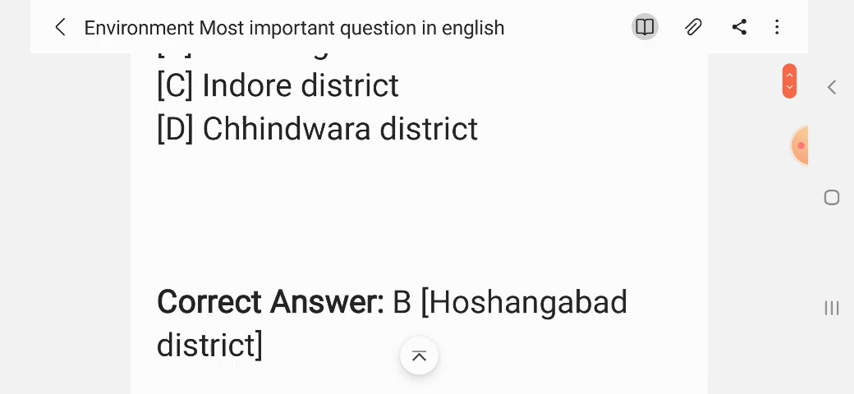 Environment Most important question in english
[C] Indore district
[D] Chhindwara district
Correct Answer: B [Hoshangabad
district]